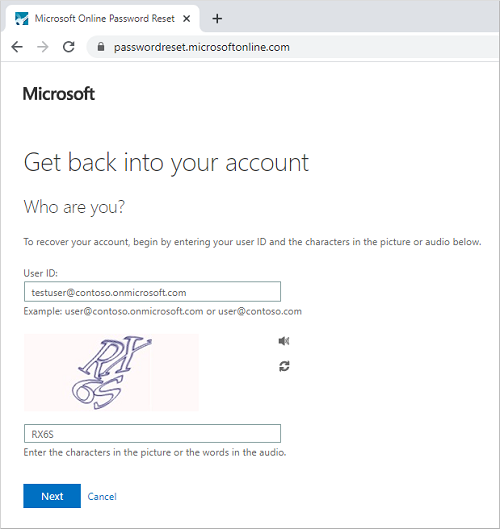 Microsoft Online Password Reset
passwordreset.microsoftonline.com
Microsoft
Get back into your account
Who are you?
To recover your account, begin by entering your user ID and the characters in the picture or audio below.
User ID:
testuser@contoso.onmicrosoft.com
Example: user@contoso.onmicrosoft.com or user@contoso.com
RX
6S
RX6S
Enter the characters in the picture or the words in the audio.
Next Cancel